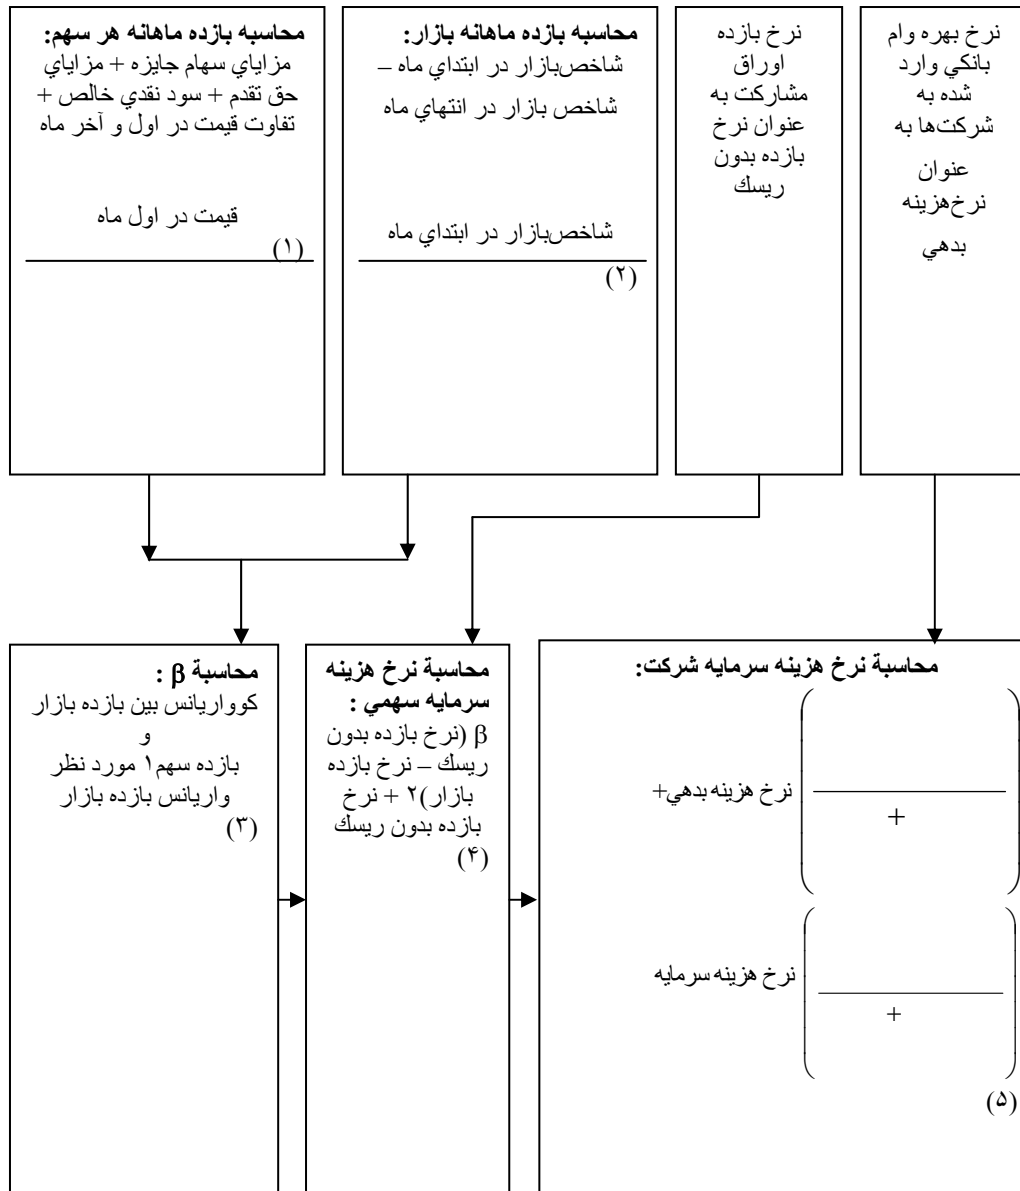 محاسبه بازده ماهانه هر سهم:
مزاياي سهام جايزه + مزاياي
حق تقدم + سود نقدي خالص +
تفاوت قيمت در اول و آخر ماه
قيمت در اول ماه
(۱)
محاسبه بازده ماهانه بازار:
شاخص‌بازار در ابتداي ماه –
شاخص بازار در انتهاي ماه
شاخص‌بازار در ابتداي ماه
(۲)
نرخ بازده
اوراق
مشاركت به
عنوان نرخ
بازده بدون
ريسك
نرخ بهره وام
بانكي وارد
شده به
شركت‌ها به
عنوان
نرخ‌هزينه
بدهي
محاسبة β :
كوواريانس بين بازده بازار
و
بازده سهم۱ مورد نظر
واريانس بازده بازار
(۳)
محاسبة نرخ هزينه
سرمايه سهمي :
β (نرخ بازده بدون
ريسك – نرخ بازده
بازار)۲ + نرخ
بازده بدون ريسك
(۴)
محاسبة نرخ هزينه سرمايه شركت:
نرخ هزينه بدهي+
+
نرخ هزينه سرمايه
+
(۵)